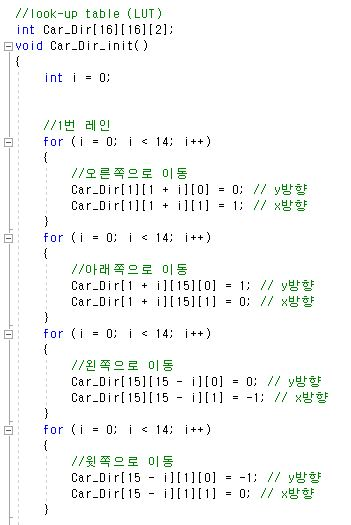 //look-up table (LUT)
int Car_Dir[16][16][2];
void Car_Dir_init()
{
int i = 0;
//1번 레인
for (i = 0; i < 14; i++)
{
//오른쪽으로 이동
Car_Dir[1][1 + i][0] = 0; // y방향
Car_Dir[1][1 + i][1] = 1; // x방향
}
for (i = 0; i < 14; i++)
{
//아래쪽으로 이동
Car_Dir[1 + i][15][0] = 1; // y방향
Car_Dir[1 + i][15][1] = 0; // x방향
}
for (i = 0; i < 14; i++)
{
//왼쪽으로 이동
Car_Dir[15][15 - i][0] = 0; // y방향
Car_Dir[15][15 - i][1] = -1; // x방향
}
for (i = 0; i < 14; i++)
{
//윗쪽으로 이동
Car_Dir[15 - i][1][0] = -1; // y방향
Car_Dir[15 - i][1][1] = 0; // x방향
}